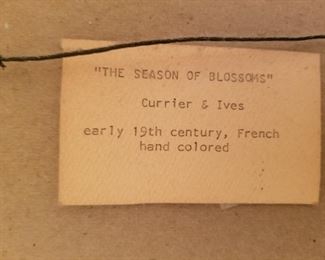 "THE SEASON OF BLOSSOMS"
Currier & Ives
early 19th century, French
hand colored